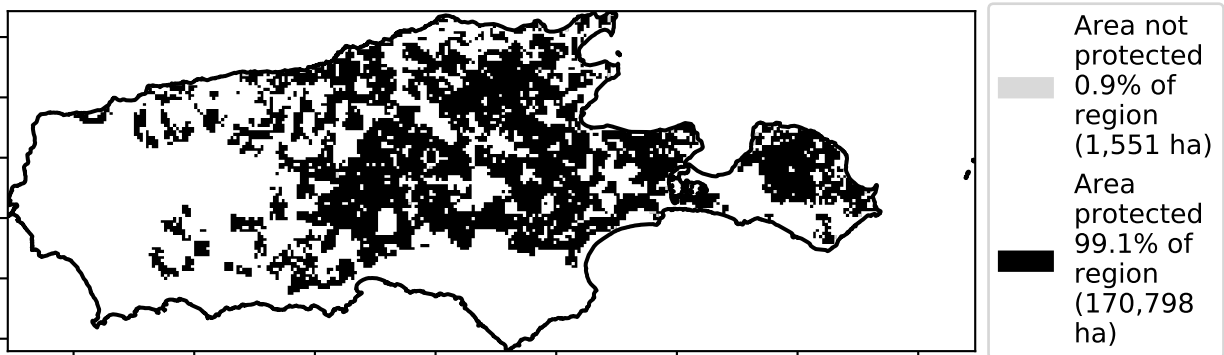 Area not
protected
0.9% of
region
(1,551 ha)
Area
protected
99.1% of
region
(170,798
ha)